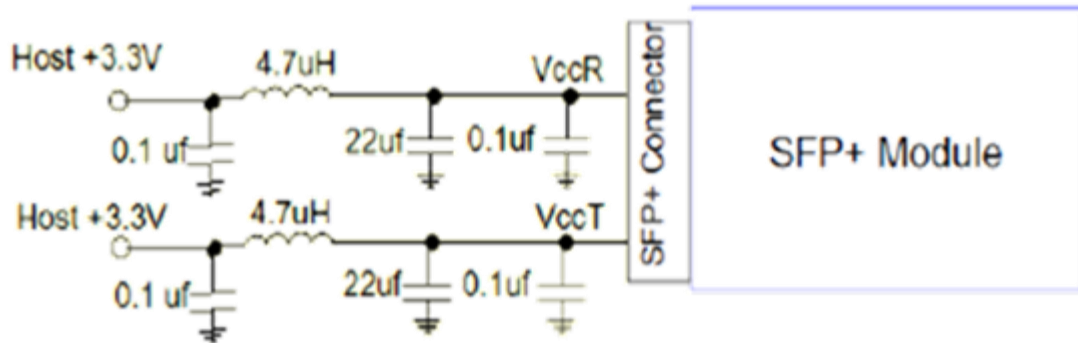 Host +3.3V
4.7uH
VccR
0.1 uf
22uf
0.1uf
SFP+ Connector
SFP+ Module
Host +3.3V
4.7uH
VccT
0.1 uf
22uf
0.1uf